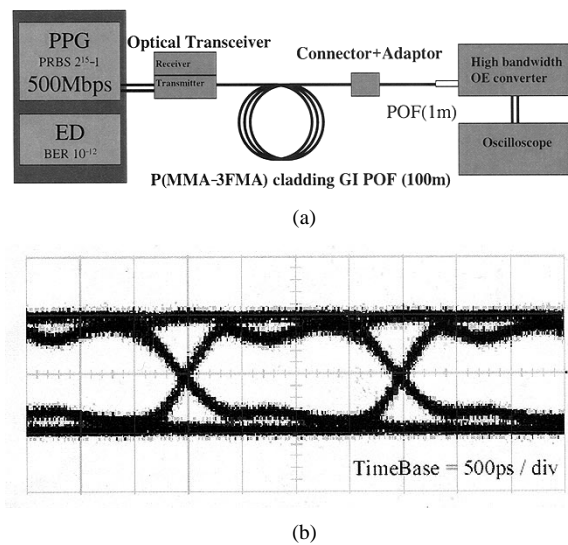 PPG
PRBS 2¹⁵-1
500Mbps
ED
BER 10⁻¹²
Optical Transceiver
Receiver
Transmitter
Connector+Adaptor
High bandwidth
OE converter
POF(1m)
Oscilloscope
P(MMA-3FMA) cladding GI POF (100m)
(a)
TimeBase = 500ps / div
(b)